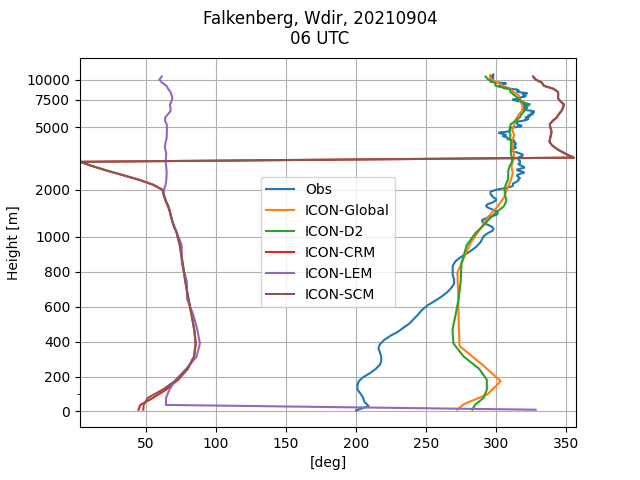 Falkenberg, Wdir, 20210904
06 UTC
Height [m]
10000
7500
5000
2000
1000
800
600
400
200
0
Obs
ICON-Global
ICON-D2
ICON-CRM
ICON-LEM
ICON-SCM
50 100 150 200 250 300 350
[deg]